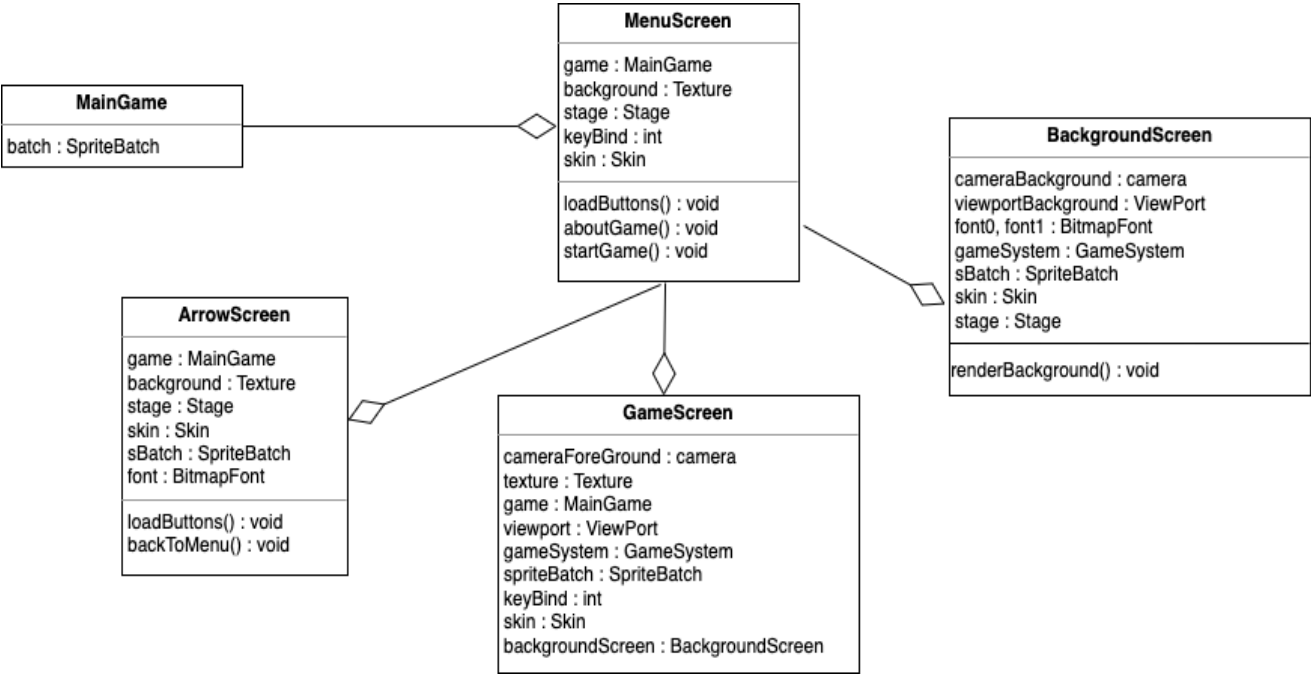 MenuScreen
game : MainGame
background : Texture
stage : Stage
keyBind : int
skin : Skin
loadButtons() : void
aboutGame() : void
startGame() : void
MainGame
batch : SpriteBatch
BackgroundScreen
cameraBackground : camera
viewportBackground : ViewPort
font0, font1 : BitmapFont
gameSystem : GameSystem
sBatch : SpriteBatch
skin : Skin
stage : Stage
renderBackground() : void
ArrowScreen
game : MainGame
background : Texture
stage : Stage
skin : Skin
sBatch : SpriteBatch
font : BitmapFont
loadButtons() : void
backToMenu() : void
GameScreen
cameraForeGround : camera
texture : Texture
game : MainGame
viewport : ViewPort
gameSystem : GameSystem
spriteBatch : SpriteBatch
keyBind : int
skin : Skin
backgroundScreen : BackgroundScreen